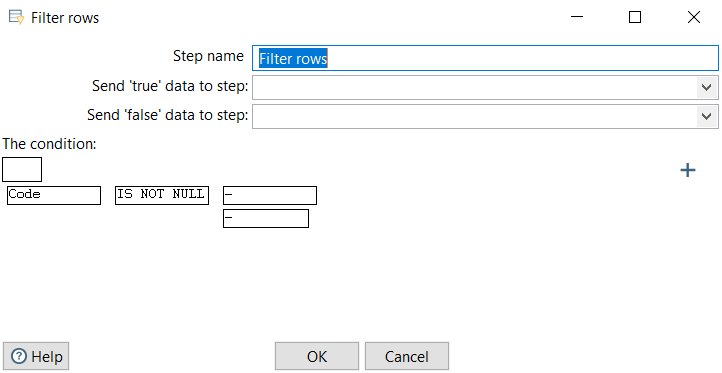 Filter rows
Step name Filter rows
Send 'true' data to step:
Send 'false' data to step:
The condition:
+
Code IS NOT NULL –
–
Help OK Cancel